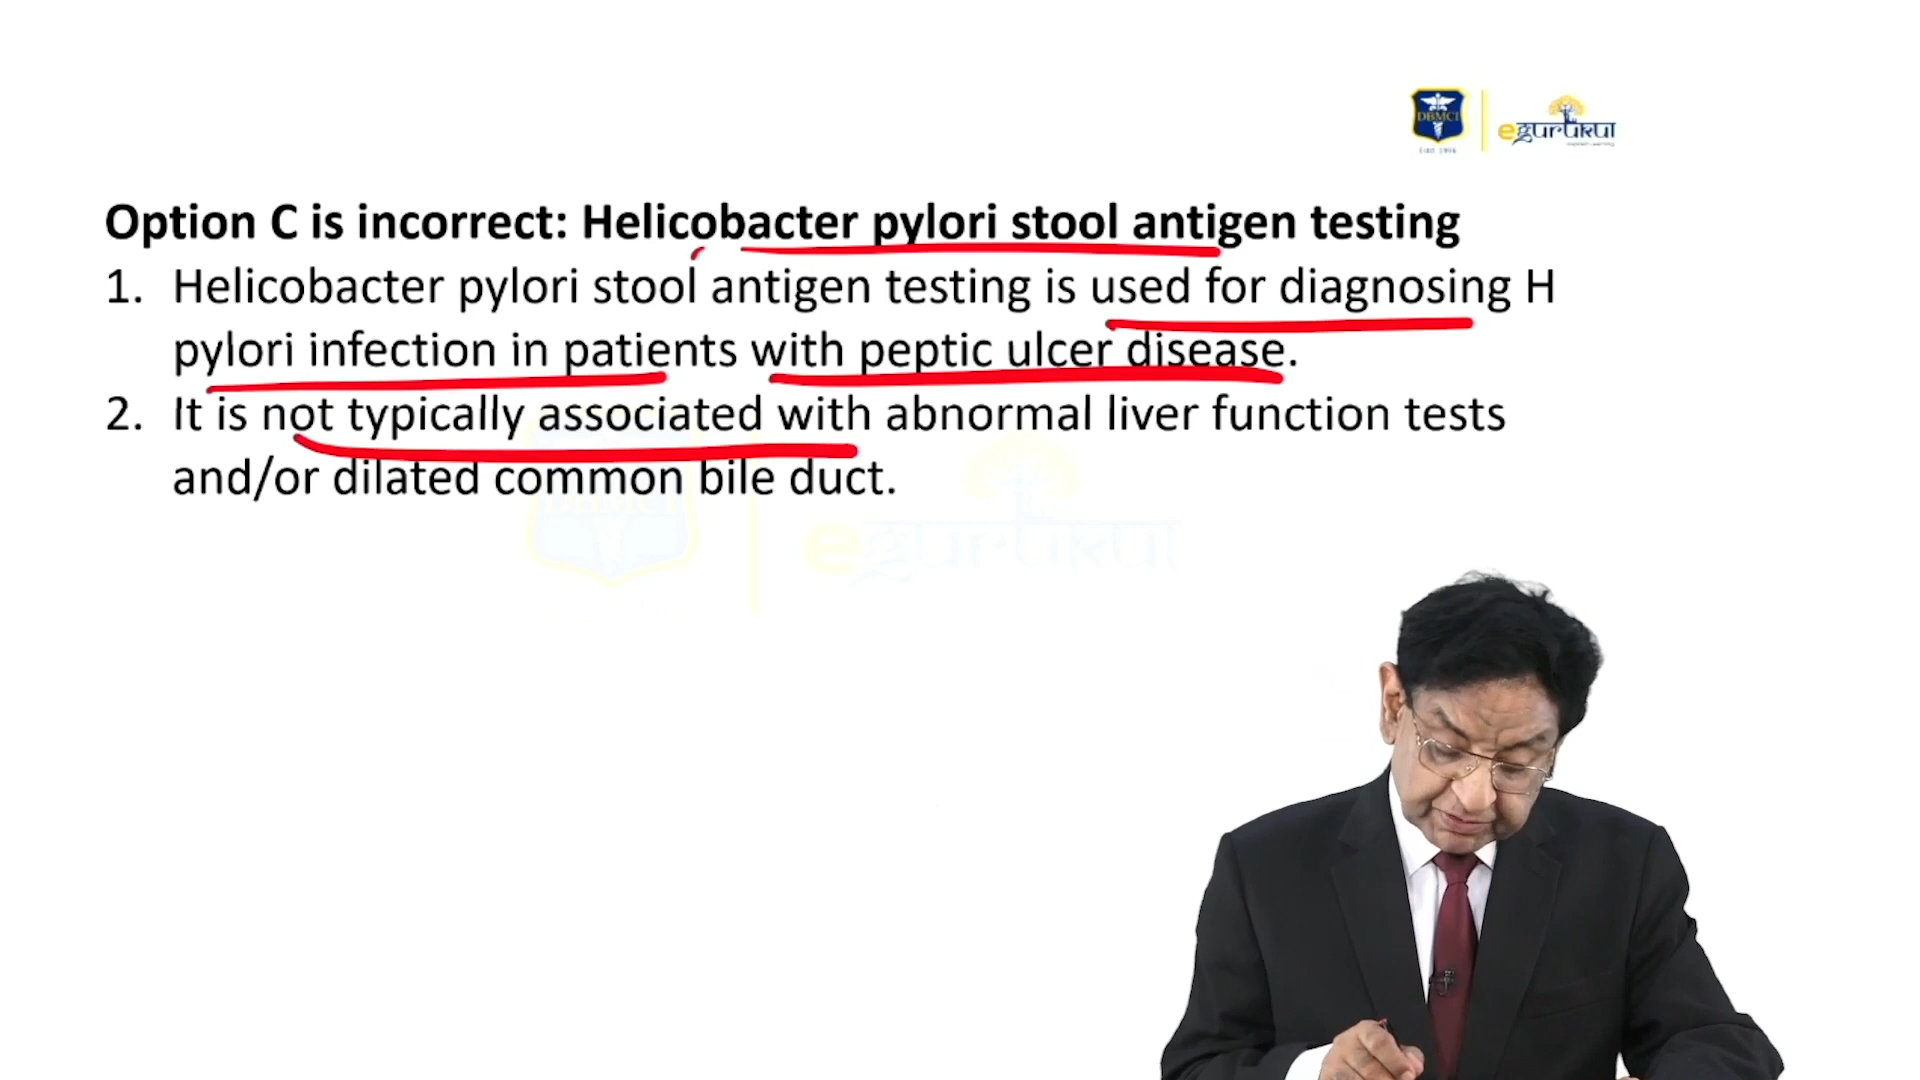 DBMCI
egurukul
Option C is incorrect: Helicobacter pylori stool antigen testing
1. Helicobacter pylori stool antigen testing is used for diagnosing H
pylori infection in patients with peptic ulcer disease.
2. It is not typically associated with abnormal liver function tests
and/or dilated common bile duct.
egurukul